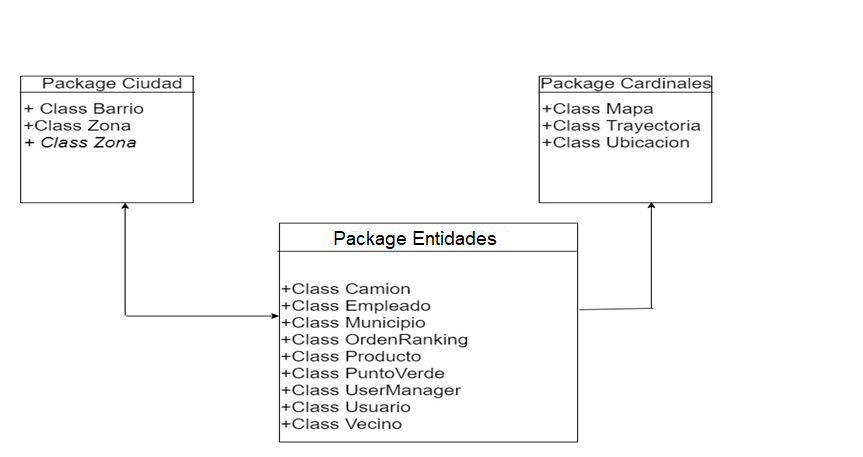 Package Ciudad
+ Class Barrio
+Class Zona
+ Class Zona
Package Cardinales
+Class Mapa
+Class Trayectoria
+Class Ubicacion
Package Entidades
+Class Camion
+Class Empleado
+Class Municipio
+Class OrdenRanking
+Class Producto
+Class PuntoVerde
+Class UserManager
+Class Usuario
+Class Vecino